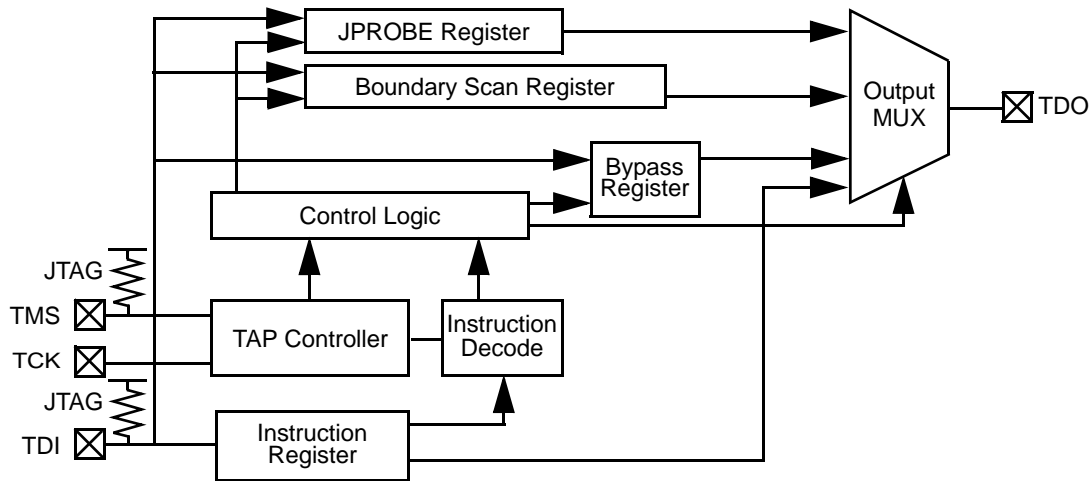 JPROBE Register
Boundary Scan Register
Output
MUX
TDO
Bypass
Register
Control Logic
JTAG
TMS
TAP Controller
Instruction
Decode
TCK
JTAG
TDI
Instruction
Register